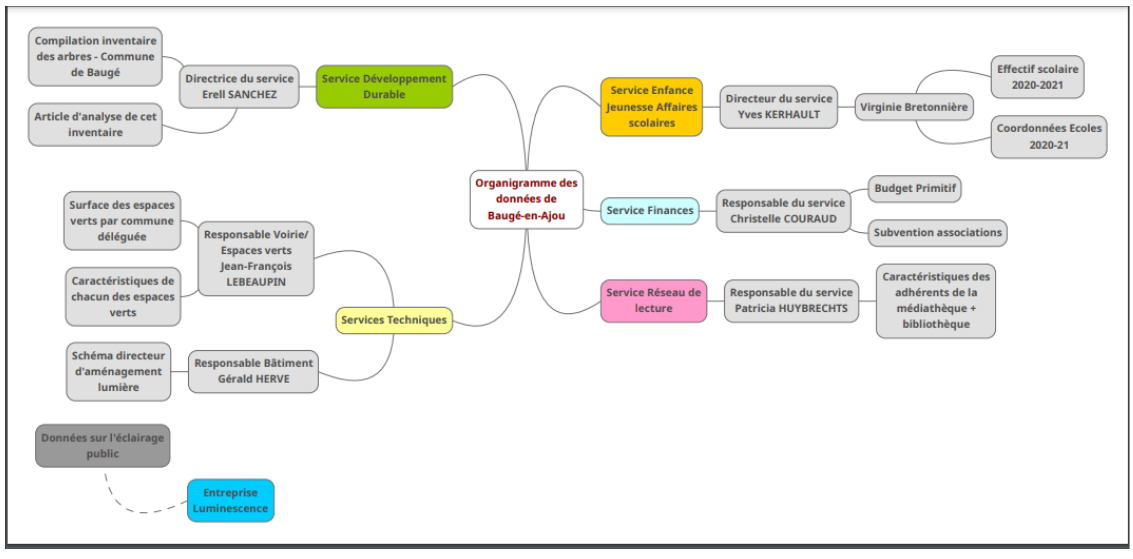 Organigramme des
données de
Baugé-en-Ajou
Service Développement
Durable
Directrice du service
Erell SANCHEZ
Compilation inventaire
des arbres - Commune
de Baugé
Article d'analyse de cet
inventaire
Services Techniques
Responsable Voirie/
Espaces verts
Jean-François
LEBEAUPIN
Surface des espaces
verts par commune
déléguée
Caractéristiques de
chacun des espaces
verts
Responsable Bâtiment
Gérald HERVE
Schéma directeur
d'aménagement
lumière
Données sur l'éclairage
public
Entreprise
Luminescence
Service Enfance
Jeunesse Affaires
scolaires
Directeur du service
Yves KERHAULT
Virginie Bretonnière
Effectif scolaire
2020-2021
Coordonnées Ecoles
2020-21
Service Finances
Responsable du service
Christelle COURAUD
Budget Primitif
Subvention associations
Service Réseau de
lecture
Responsable du service
Patricia HUYBRECHTS
Caractéristiques des
adhérents de la
médiathèque +
bibliothèque